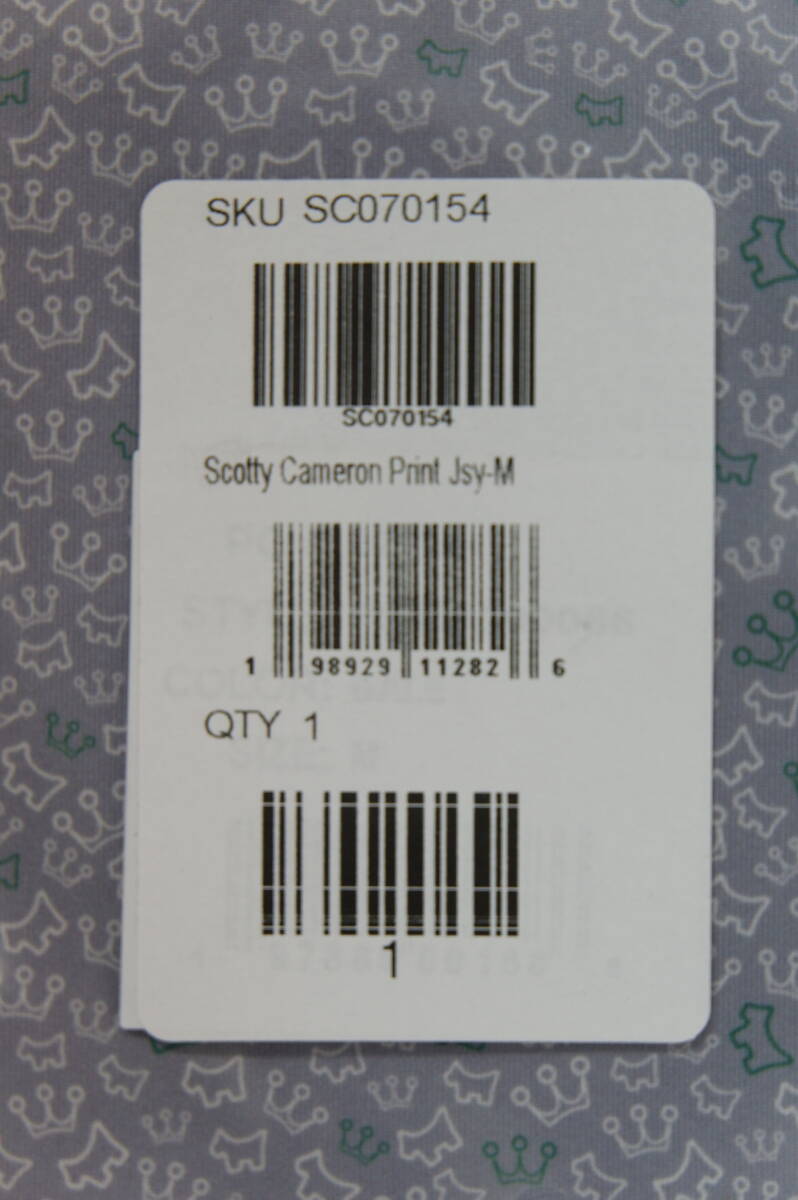 SKU SC070154
SC070154
Scotty Cameron Print Jsy-M
1 98929 11282 6
QTY 1
1